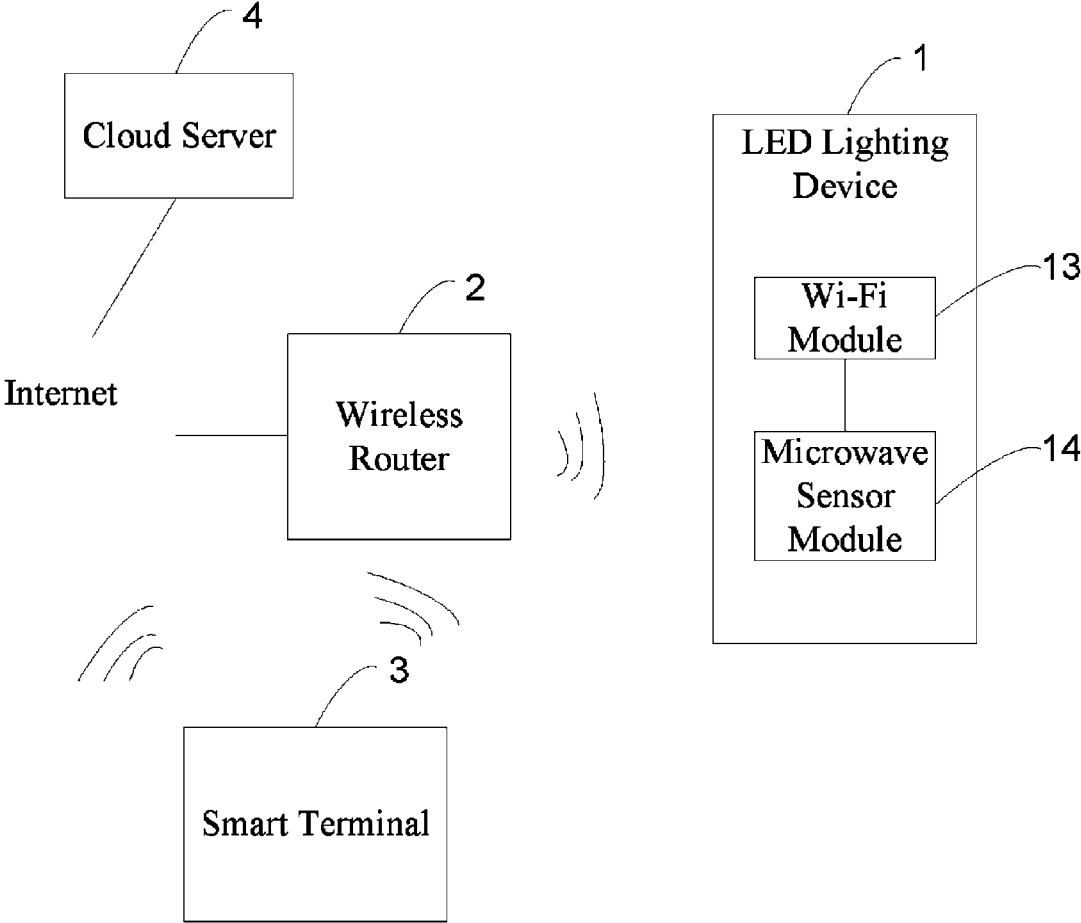 4
Cloud Server
1
LED Lighting
Device
13
Wi-Fi
Module
2
Internet
Wireless
Router
14
Microwave
Sensor
Module
3
Smart Terminal